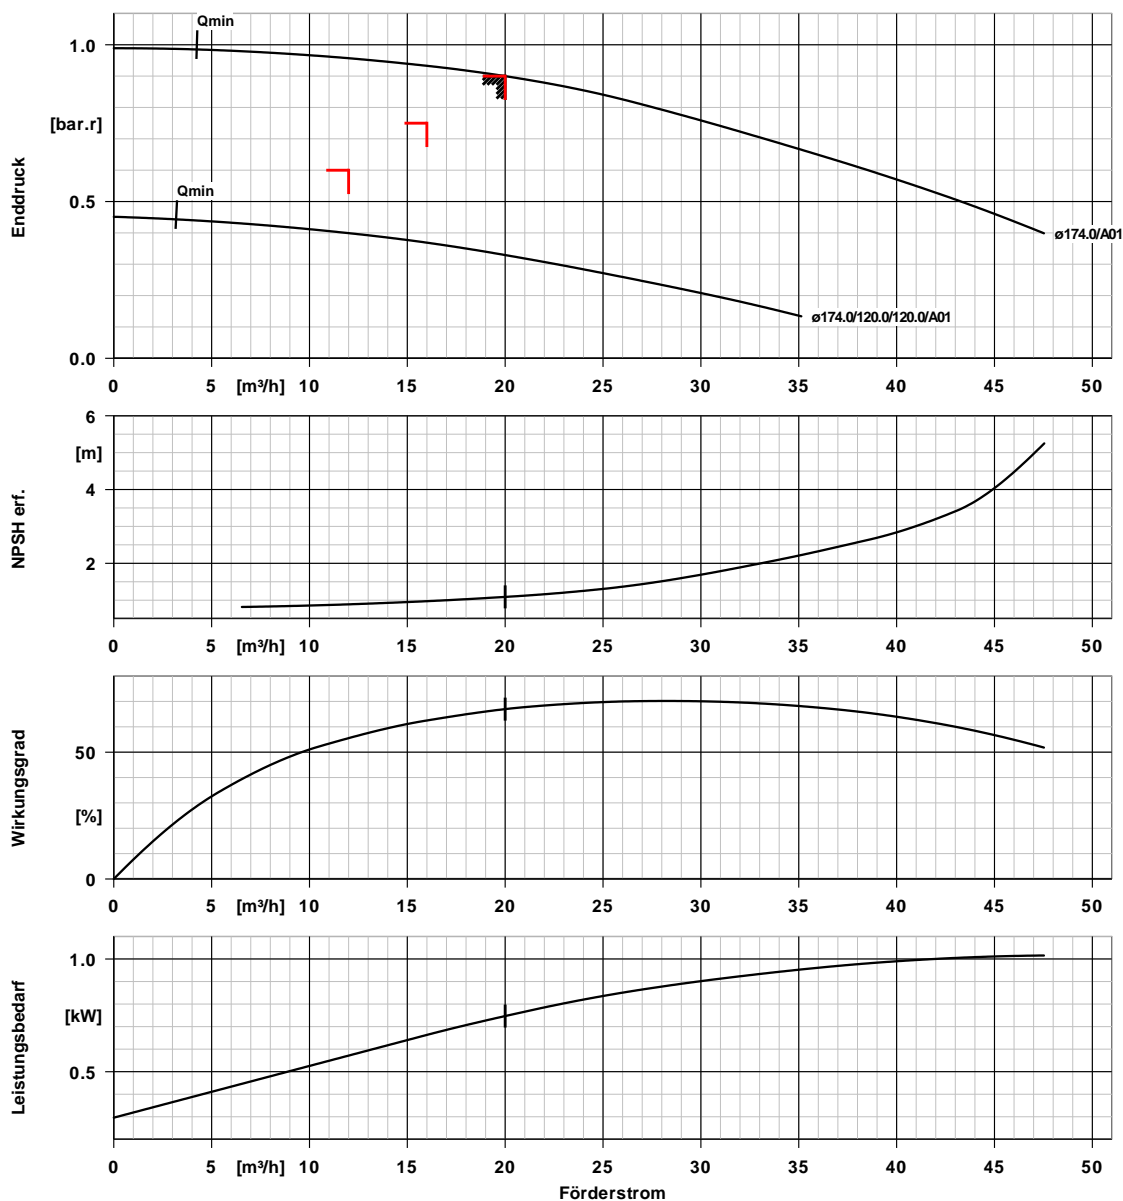 Qmin
1.0
[bar.r]
Enddruck
Qmin
0.5
ø174.0/A01
ø174.0/120.0/120.0/A01
0.0
0 5 [m³/h] 10 15 20 25 30 35 40 45 50
6
[m]
4
NPSH erf.
2
0 5 [m³/h] 10 15 20 25 30 35 40 45 50
50
Wirkungsgrad
[%]
0
0 5 [m³/h] 10 15 20 25 30 35 40 45 50
1.0
[kW]
Leistungsbedarf
0.5
0 5 [m³/h] 10 15 20 25 30 35 40 45 50
Förderstrom